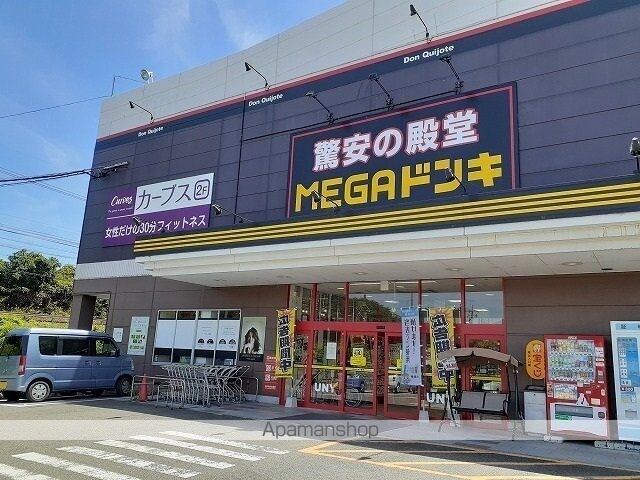 Don Quijote
Don Quijote
Don Quijote
驚安の殿堂
MEGAドンキ
Curves
カーブス 2F
女性だけの30分フィットネス
UNY
UNY
Apamanshop